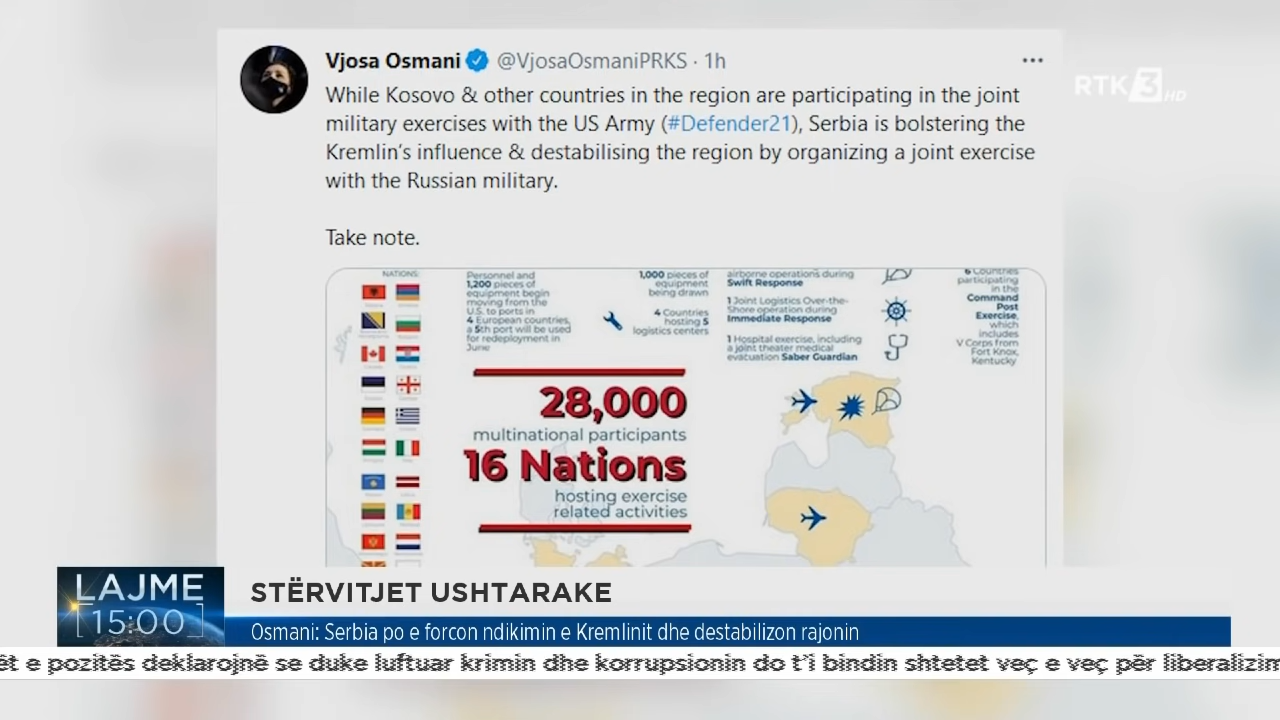 Vjosa Osmani @VjosaOsmaniPRKS · 1h
RTK 3 HD
While Kosovo & other countries in the region are participating in the joint
military exercises with the US Army (#Defender21), Serbia is bolstering the
Kremlin's influence & destabilising the region by organizing a joint exercise
with the Russian military.
Take note.
NATIONS:
Personnel and
1,200 pieces of
equipment begin
moving from the
U.S. to ports in
4 European countries,
a 5th port will be used
for redeployment in
June
1,000 pieces of
equipment
being drawn
4 Countries
hosting 5
logistics centers
airborne operations during
Swift Response
1 Joint Logistics Over-the-
Shore operation during
Immediate Response
1 Hospital exercise, including
a joint theater medical
evacuation Saber Guardian
6 Countries
participating
in the
Command
Post
Exercise,
which
includes
V Corps from
Fort Knox,
Kentucky
28,000
multinational participants
16 Nations
hosting exercise
related activities
LAJME
15:00
STËRVITJET USHTARAKE
Osmani: Serbia po e forcon ndikimin e Kremlinit dhe destabilizon rajonin
ët e pozitës deklarojnë se duke luftuar krimin dhe korrupsionin do t'i bindin shtetet veç e veç për liberalizim